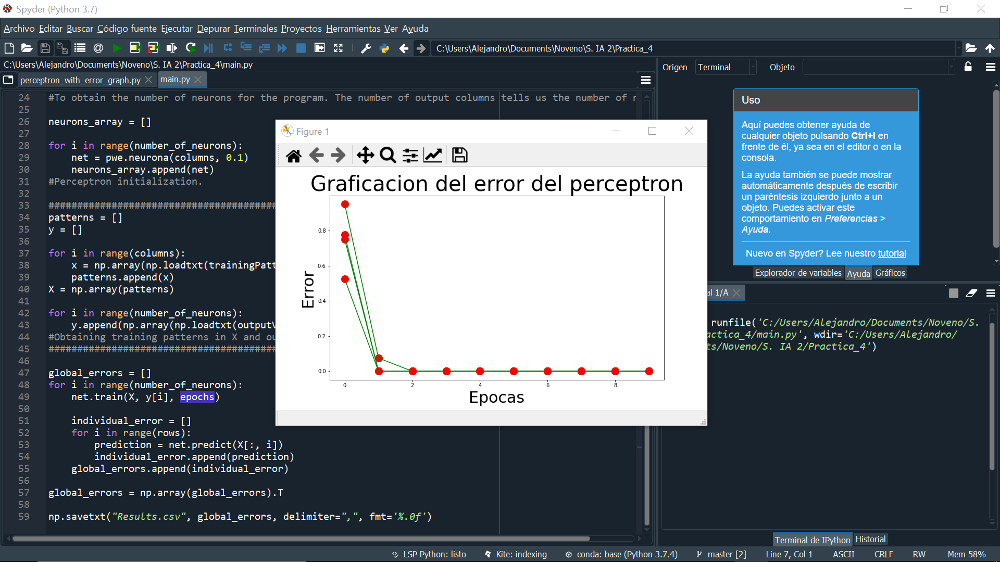 Spyder (Python 3.7)
Archivo Editar Buscar Código fuente Ejecutar Depurar Terminales Proyectos Herramientas Ver Ayuda
C:\Users\Alejandro\Documents\Noveno\S. IA 2\Practica_4
C:\Users\Alejandro\Documents\Noveno\S. IA 2\Practica_4\main.py
perceptron_with_error_graph.py
main.py
24 #To obtain the number of neurons for the program. The number of output columns tells us the number of
25
26 neurons_array = []
27
28 for i in range(number_of_neurons):
29     net = pwe.neurona(columns, 0.1)
30     neurons_array.append(net)
31 #Perceptron initialization.
32
33 ########################################
34 patterns = []
35 y = []
36
37 for i in range(columns):
38     x = np.array(np.loadtxt(trainingPatt
39     patterns.append(x)
40 X = np.array(patterns)
41
42 for i in range(number_of_neurons):
43     y.append(np.array(np.loadtxt(output
44 #Obtaining training patterns in X and ou
45 ########################################
46
47 global_errors = []
48 for i in range(number_of_neurons):
49     net.train(X, y[i], epochs)
50
51     individual_error = []
52     for i in range(rows):
53         prediction = net.predict(X[:, i])
54         individual_error.append(prediction)
55     global_errors.append(individual_error)
56
57 global_errors = np.array(global_errors).T
58
59 np.savetxt("Results.csv", global_errors, delimiter=",", fmt='%.0f')
Figure 1
Graficacion del error del perceptron
Error
0.8
0.6
0.4
0.2
0.0
0 2 4 6 8
Epocas
Origen Terminal Objeto
Uso
Aquí puedes obtener ayuda de
cualquier objeto pulsando Ctrl+I en
frente de él, ya sea en el editor o en la
consola.
La ayuda también se puede mostrar
automáticamente después de escribir
un paréntesis izquierdo junto a un
objeto. Puedes activar este
comportamiento en Preferencias >
Ayuda.
Nuevo en Spyder? Lee nuestro tutorial
Explorador de variables Ayuda Gráficos
al 1/A
runfile('C:/Users/Alejandro/Documents/Noveno/S.
actica_4/main.py', wdir='C:/Users/Alejandro/
ts/Noveno/S. IA 2/Practica_4')
Terminal de IPython Historial
LSP Python: listo Kite: indexing conda: base (Python 3.7.4) master [2] Line 7, Col 1 ASCII CRLF RW Mem 58%